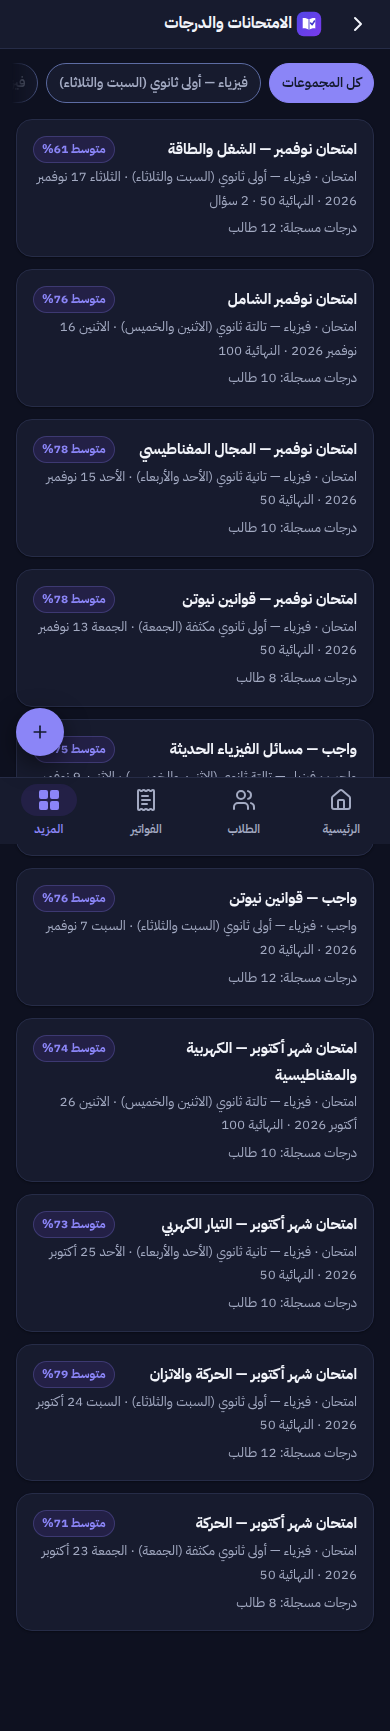 الامتحانات والدرجات
كل المجموعات
فيزياء — أولى ثانوي (السبت والثلاثاء)
امتحان نوفمبر — الشغل والطاقة
متوسط 61%
امتحان · فيزياء — أولى ثانوي (السبت والثلاثاء) · الثلاثاء 17 نوفمبر
2026 · النهائية 50 · 2 سؤال
درجات مسجلة: 12 طالب
امتحان نوفمبر الشامل
متوسط 76%
امتحان · فيزياء — تالتة ثانوي (الاثنين والخميس) · الاثنين 16
نوفمبر 2026 · النهائية 100
درجات مسجلة: 10 طالب
امتحان نوفمبر — المجال المغناطيسي
متوسط 78%
امتحان · فيزياء — تانية ثانوي (الأحد والأربعاء) · الأحد 15 نوفمبر
2026 · النهائية 50
درجات مسجلة: 10 طالب
امتحان نوفمبر — قوانين نيوتن
متوسط 78%
امتحان · فيزياء — أولى ثانوي مكثفة (الجمعة) · الجمعة 13 نوفمبر
2026 · النهائية 50
درجات مسجلة: 8 طالب
واجب — مسائل الفيزياء الحديثة
الرئيسية
الطلاب
الفواتير
المزيد
واجب — قوانين نيوتن
متوسط 76%
واجب · فيزياء — أولى ثانوي (السبت والثلاثاء) · السبت 7 نوفمبر
2026 · النهائية 20
درجات مسجلة: 12 طالب
امتحان شهر أكتوبر — الكهربية
والمغناطيسية
متوسط 74%
امتحان · فيزياء — تالتة ثانوي (الاثنين والخميس) · الاثنين 26
أكتوبر 2026 · النهائية 100
درجات مسجلة: 10 طالب
امتحان شهر أكتوبر — التيار الكهربي
متوسط 73%
امتحان · فيزياء — تانية ثانوي (الأحد والأربعاء) · الأحد 25 أكتوبر
2026 · النهائية 50
درجات مسجلة: 10 طالب
امتحان شهر أكتوبر — الحركة والاتزان
متوسط 79%
امتحان · فيزياء — أولى ثانوي (السبت والثلاثاء) · السبت 24 أكتوبر
2026 · النهائية 50
درجات مسجلة: 12 طالب
امتحان شهر أكتوبر — الحركة
متوسط 71%
امتحان · فيزياء — أولى ثانوي مكثفة (الجمعة) · الجمعة 23 أكتوبر
2026 · النهائية 50
درجات مسجلة: 8 طالب